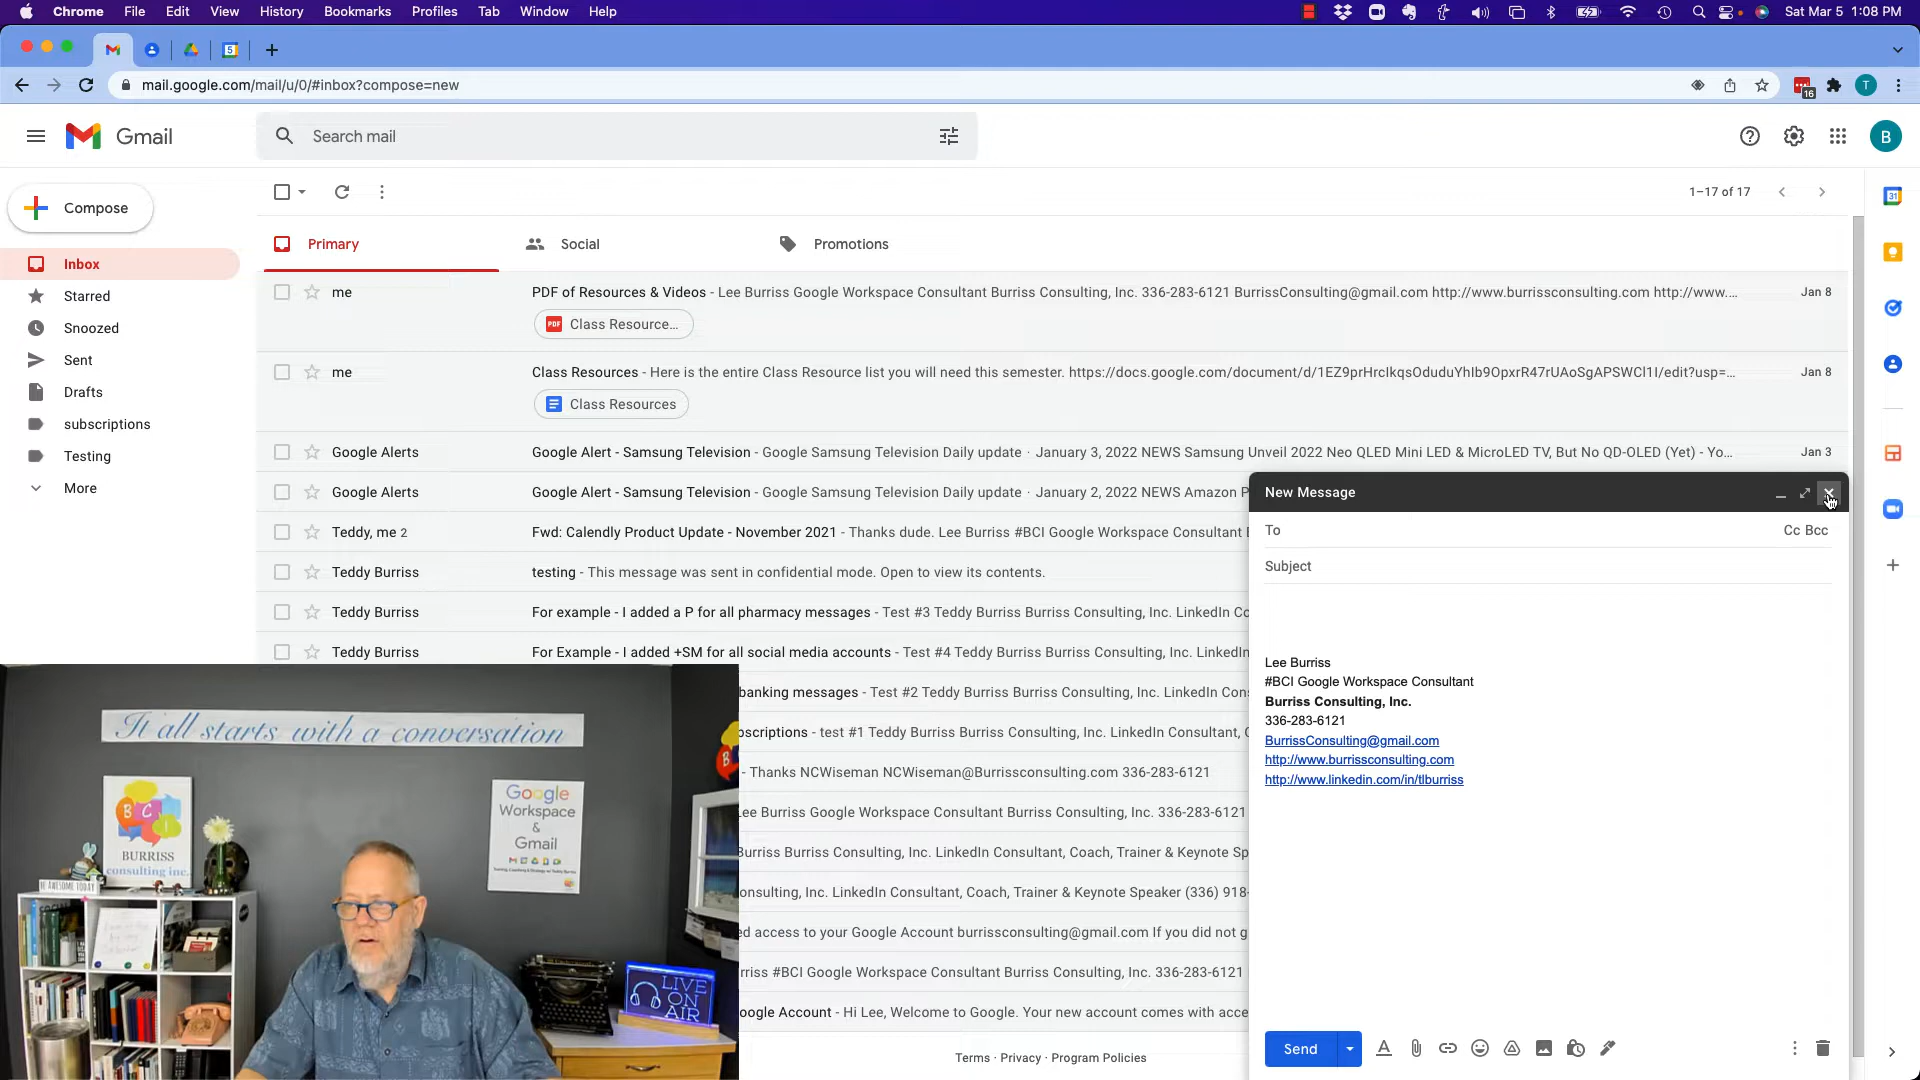 Chrome File Edit View History Bookmarks Profiles Tab Window Help Sat Mar 5 1:08 PM
5
mail.google.com/mail/u/0/#inbox?compose=new 16 T
Gmail Search mail B
Compose 1–17 of 17 31
Primary Social Promotions
Inbox
Starred
Snoozed
Sent
Drafts
subscriptions
Testing
More
me PDF of Resources & Videos - Lee Burriss Google Workspace Consultant Burriss Consulting, Inc. 336-283-6121 BurrissConsulting@gmail.com http://www.burrissconsulting.com http://www.... Jan 8
PDF Class Resource...
me Class Resources - Here is the entire Class Resource list you will need this semester. https://docs.google.com/document/d/1EZ9prHrclkqsOduduYhIb9OpxrR47rUAoSgAPSWCl1I/edit?usp=... Jan 8
Class Resources
Google Alerts Google Alert - Samsung Television - Google Samsung Television Daily update · January 3, 2022 NEWS Samsung Unveil 2022 Neo QLED Mini LED & MicroLED TV, But No QD-OLED (Yet) - Yo... Jan 3
Google Alerts Google Alert - Samsung Television - Google Samsung Television Daily update · January 2, 2022 NEWS Amazon
Teddy, me 2 Fwd: Calendly Product Update - November 2021 - Thanks dude. Lee Burriss #BCI Google Workspace Consultant
Teddy Burriss testing - This message was sent in confidential mode. Open to view its contents.
Teddy Burriss For example - I added a P for all pharmacy messages - Test #3 Teddy Burriss Burriss Consulting, Inc. LinkedIn Co
Teddy Burriss For Example - I added +SM for all social media accounts - Test #4 Teddy Burriss Burriss Consulting, Inc. LinkedIn
banking messages - Test #2 Teddy Burriss Burriss Consulting, Inc. LinkedIn Con
bscriptions - test #1 Teddy Burriss Burriss Consulting, Inc. LinkedIn Consultant, C
- Thanks NCWiseman NCWiseman@Burrissconsulting.com 336-283-6121
ee Burriss Google Workspace Consultant Burriss Consulting, Inc. 336-283-6121
Burriss Burriss Consulting, Inc. LinkedIn Consultant, Coach, Trainer & Keynote Sp
onsulting, Inc. LinkedIn Consultant, Coach, Trainer & Keynote Speaker (336) 918-
ed access to your Google Account burrissconsulting@gmail.com If you did not g
rriss #BCI Google Workspace Consultant Burriss Consulting, Inc. 336-283-6121
oogle Account - Hi Lee, Welcome to Google. Your new account comes with acce
Terms · Privacy · Program Policies
New Message
To Cc Bcc
Subject
Lee Burriss
#BCI Google Workspace Consultant
Burriss Consulting, Inc.
336-283-6121
BurrissConsulting@gmail.com
http://www.burrissconsulting.com
http://www.linkedin.com/in/tlburriss
Send
It all starts with a conversation
B C I
BURRISS
consulting inc.
BE AWESOME TODAY
Google
Workspace
&
Gmail
LIVE
ON
AIR